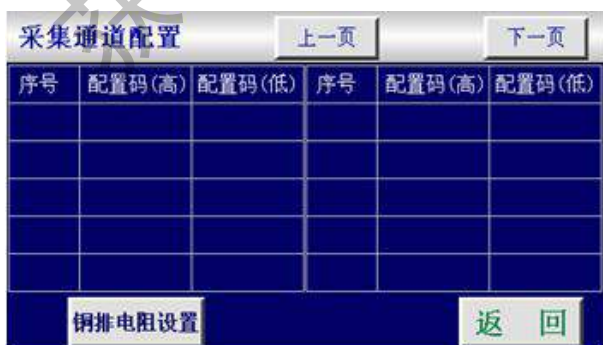 采集通道配置 上一页 下一页
序号 配置码(高) 配置码(低) 序号 配置码(高) 配置码(低)
铜排电阻设置 返 回